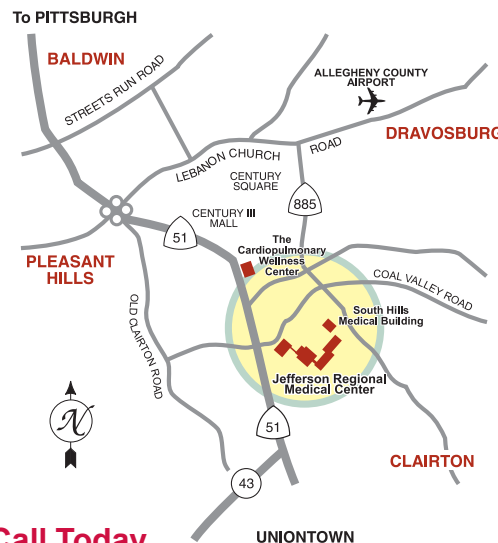 To PITTSBURGH
BALDWIN
STREETS RUN ROAD
ALLEGHENY COUNTY
AIRPORT
DRAVOSBURG
LEBANON CHURCH
ROAD
CENTURY
SQUARE
885
CENTURY III
MALL
51
The
Cardiopulmonary
Wellness
Center
PLEASANT
HILLS
COAL VALLEY ROAD
OLD CLAIRTON ROAD
South Hills
Medical Building
Jefferson Regional
Medical Center
N
51
CLAIRTON
43
Call Today
UNIONTOWN